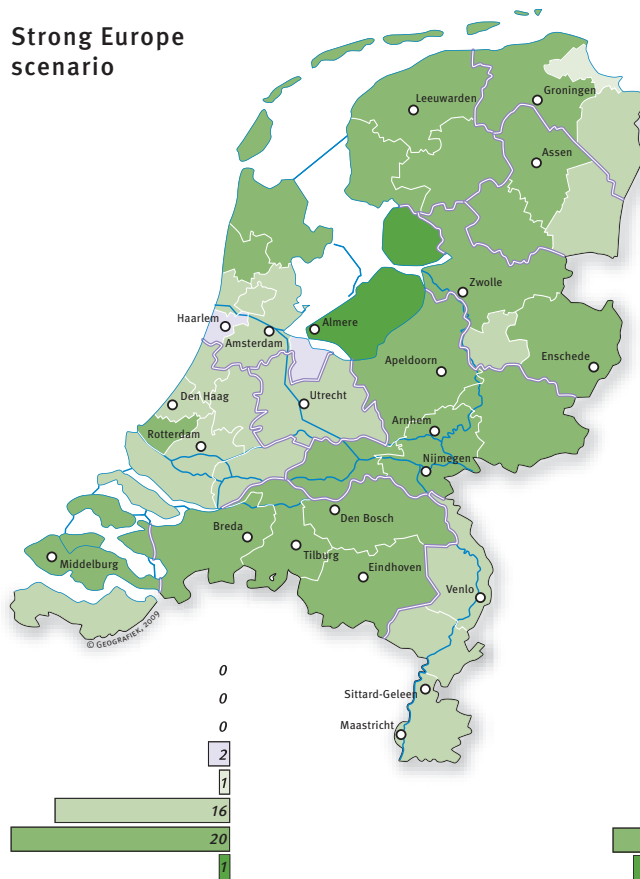 Strong Europe
scenario
Leeuwarden
Groningen
Assen
Zwolle
Haarlem
Almere
Amsterdam
Enschede
Apeldoorn
Den Haag
Utrecht
Arnhem
Rotterdam
Nijmegen
Den Bosch
Breda
Tilburg
Middelburg
Eindhoven
Venlo
© GEOGRAFIEK, 2009
0
Sittard-Geleen
0
Maastricht
0
2
1
16
20
1